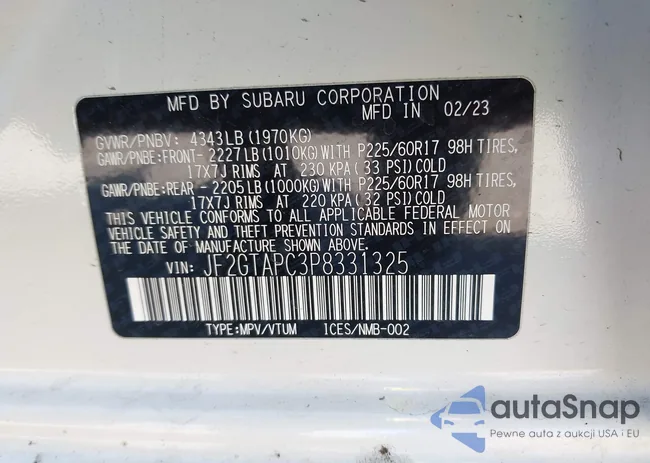 MFD BY SUBARU CORPORATION
MFD IN 02/23
GVWR/PNBV: 4343LB (1970KG)
GAWR/PNBE:FRONT- 2227LB(1010KG)WITH P225/60R17 98H TIRES,
17X7J RIMS AT 230 KPA (33 PSI)COLD
GAWR/PNBE:REAR - 2205LB(1000KG)WITH P225/60R17 98H TIRES,
17X7J RIMS AT 220 KPA (32 PSI)COLD
THIS VEHICLE CONFORMS TO ALL APPLICABLE FEDERAL MOTOR
VEHICLE SAFETY AND THEFT PREVENTION STANDARDS IN EFFECT
ON THE DATE OF MANUFACTURE SHOWN ABOVE.
VIN: JF2GTAPC3P8331325
TYPE:MPV/VTUM 1CES/NMB-002
autaSnap
Pewne auta z aukcji USA i EU